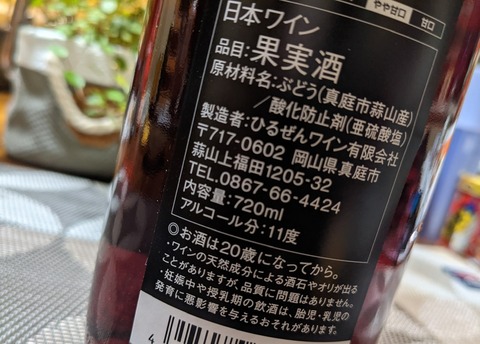 やや甘口 甘口
日本ワイン
品目:果実酒
原材料名:ぶどう(真庭市蒜山産)
/酸化防止剤(亜硫酸塩)
製造者:ひるぜんワイン有限会社
〒717-0602 岡山県真庭市
蒜山上福田1205-32
TEL.0867-66-4424
内容量:720ml
アルコール分:11度
◎お酒は20歳になってから。
・ワインの天然成分による酒石やオリが出る
ことがありますが、品質に問題はありません。
・妊娠中や授乳期の飲酒は、胎児・乳児の
発育に悪影響を与えるおそれがあります。
4